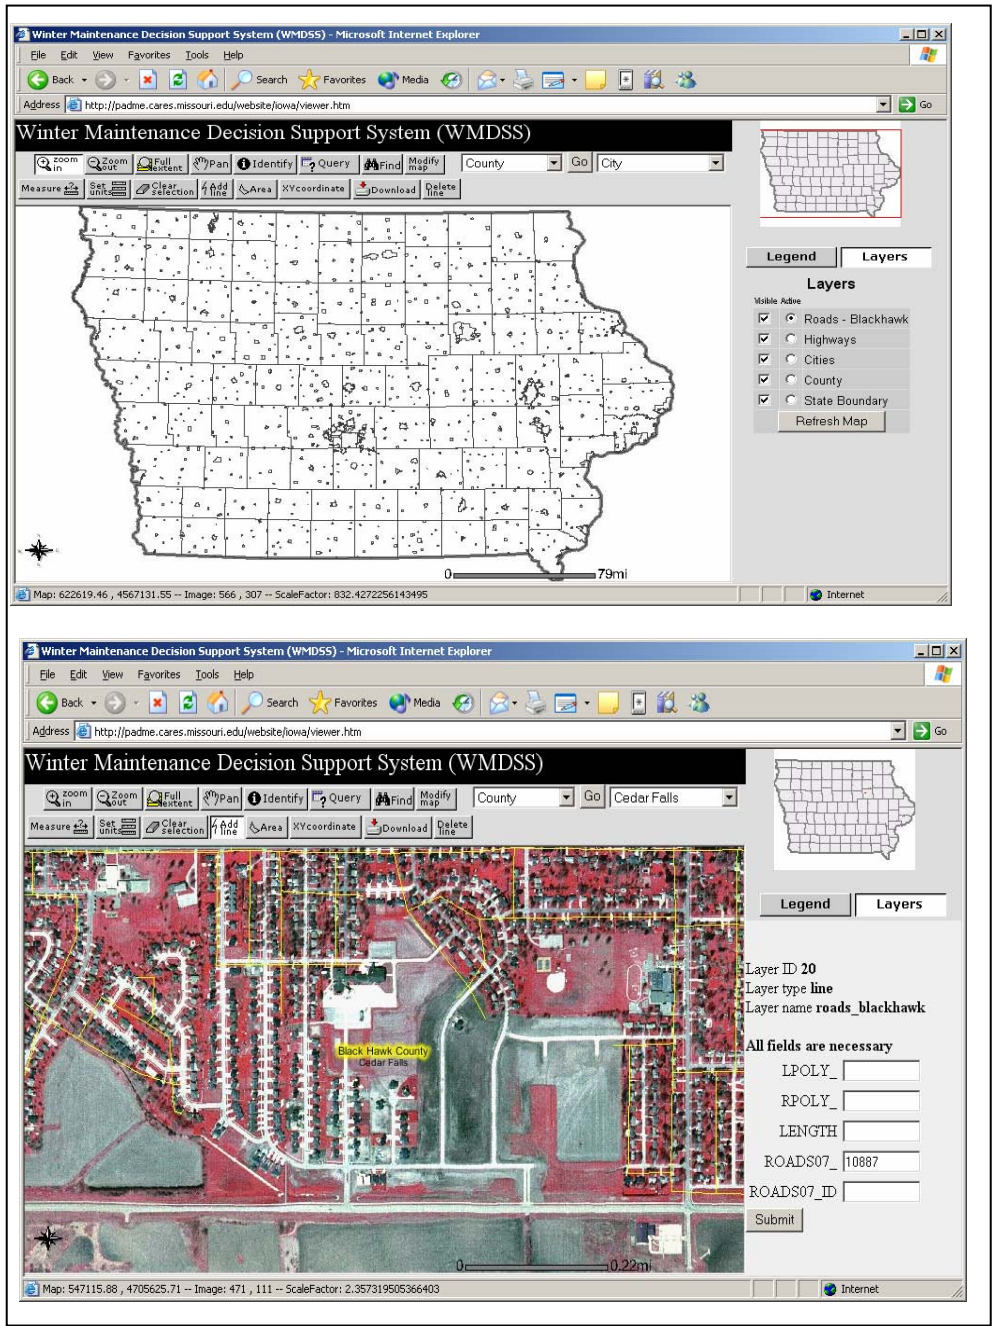 Winter Maintenance Decision Support System (WMDSS) - Microsoft Internet Explorer
File Edit View Favorites Tools Help
Back Search Favorites Media
Address http://padme.cares.missouri.edu/website/iowa/viewer.htm Go
Winter Maintenance Decision Support System (WMDSS)
zoom in Zoom out Full extent Pan Identify Query Find Modify map County Go City
Measure Set units Clear selection Add line Area XYcoordinate Download Delete line
Legend Layers
Layers
Visible Active
Roads - Blackhawk
Highways
Cities
County
State Boundary
Refresh Map
0 79mi
Map: 622619.46 , 4567131.55 -- Image: 566 , 307 -- ScaleFactor: 832.4272256143495 Internet
Winter Maintenance Decision Support System (WMDSS) - Microsoft Internet Explorer
File Edit View Favorites Tools Help
Back Search Favorites Media
Address http://padme.cares.missouri.edu/website/iowa/viewer.htm Go
Winter Maintenance Decision Support System (WMDSS)
zoom in Zoom out Full extent Pan Identify Query Find Modify map County Go Cedar Falls
Measure Set units Clear selection Add line Area XYcoordinate Download Delete line
Legend Layers
Layer ID 20
Layer type line
Layer name roads_blackhawk
All fields are necessary
LPOLY_
RPOLY_
LENGTH
ROADS07_ 10887
ROADS07_ID
Submit
Black Hawk County
Cedar Falls
0 0.22mi
Map: 547115.88 , 4705625.71 -- Image: 471 , 111 -- ScaleFactor: 2.357319505366403 Internet